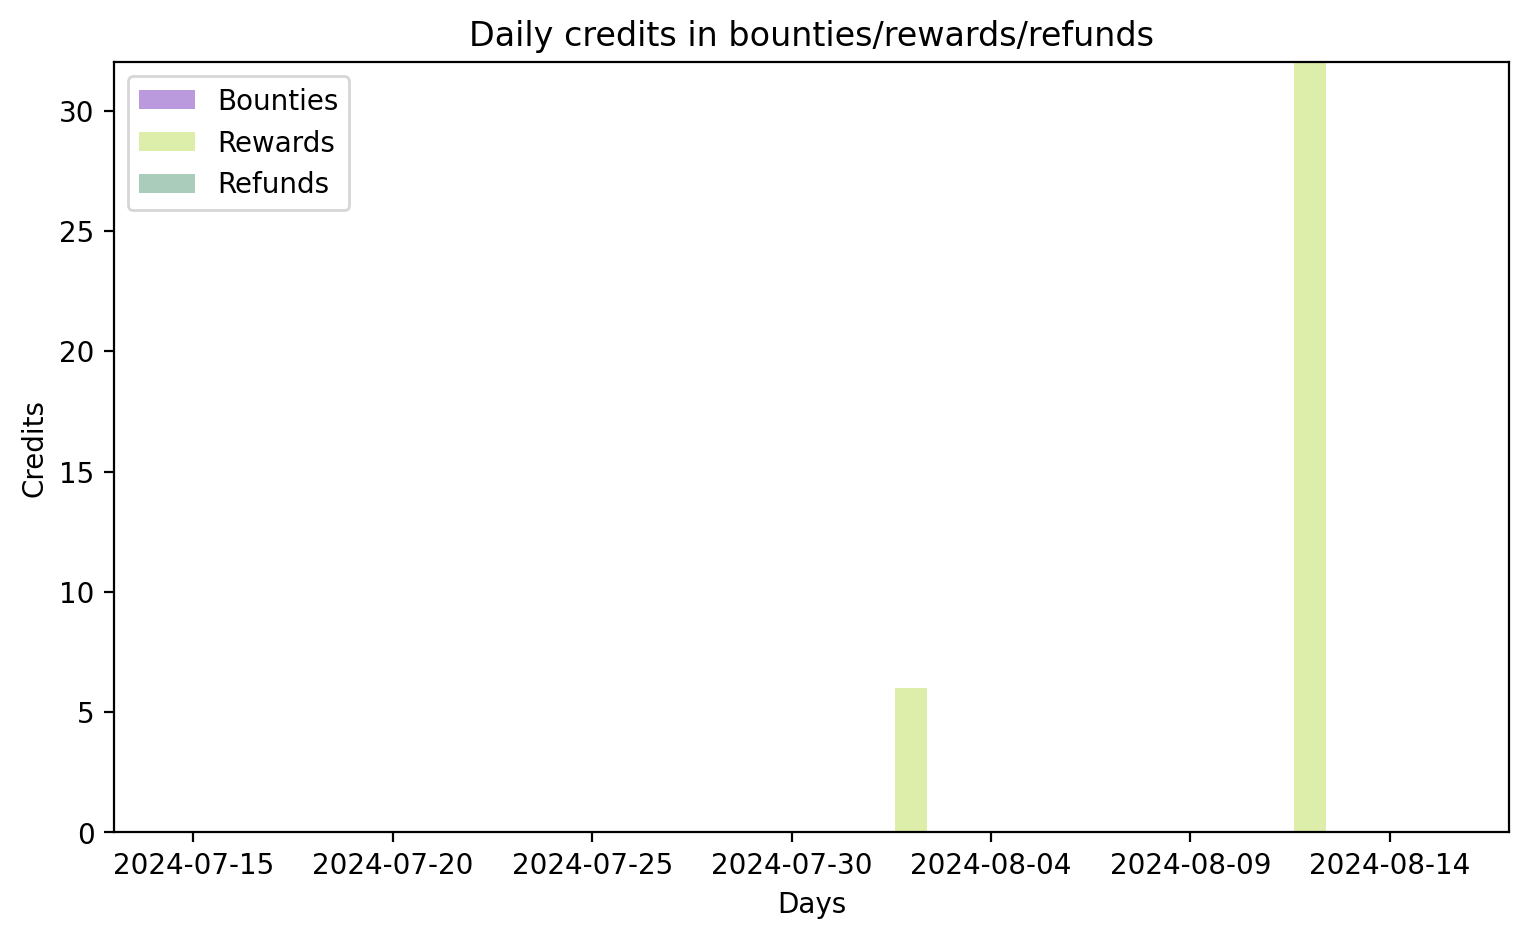 Daily credits in bounties/rewards/refunds
Bounties
Rewards
Refunds
30
25
20
15
10
5
0
Credits
2024-07-15 2024-07-20 2024-07-25 2024-07-30 2024-08-04 2024-08-09 2024-08-14
Days